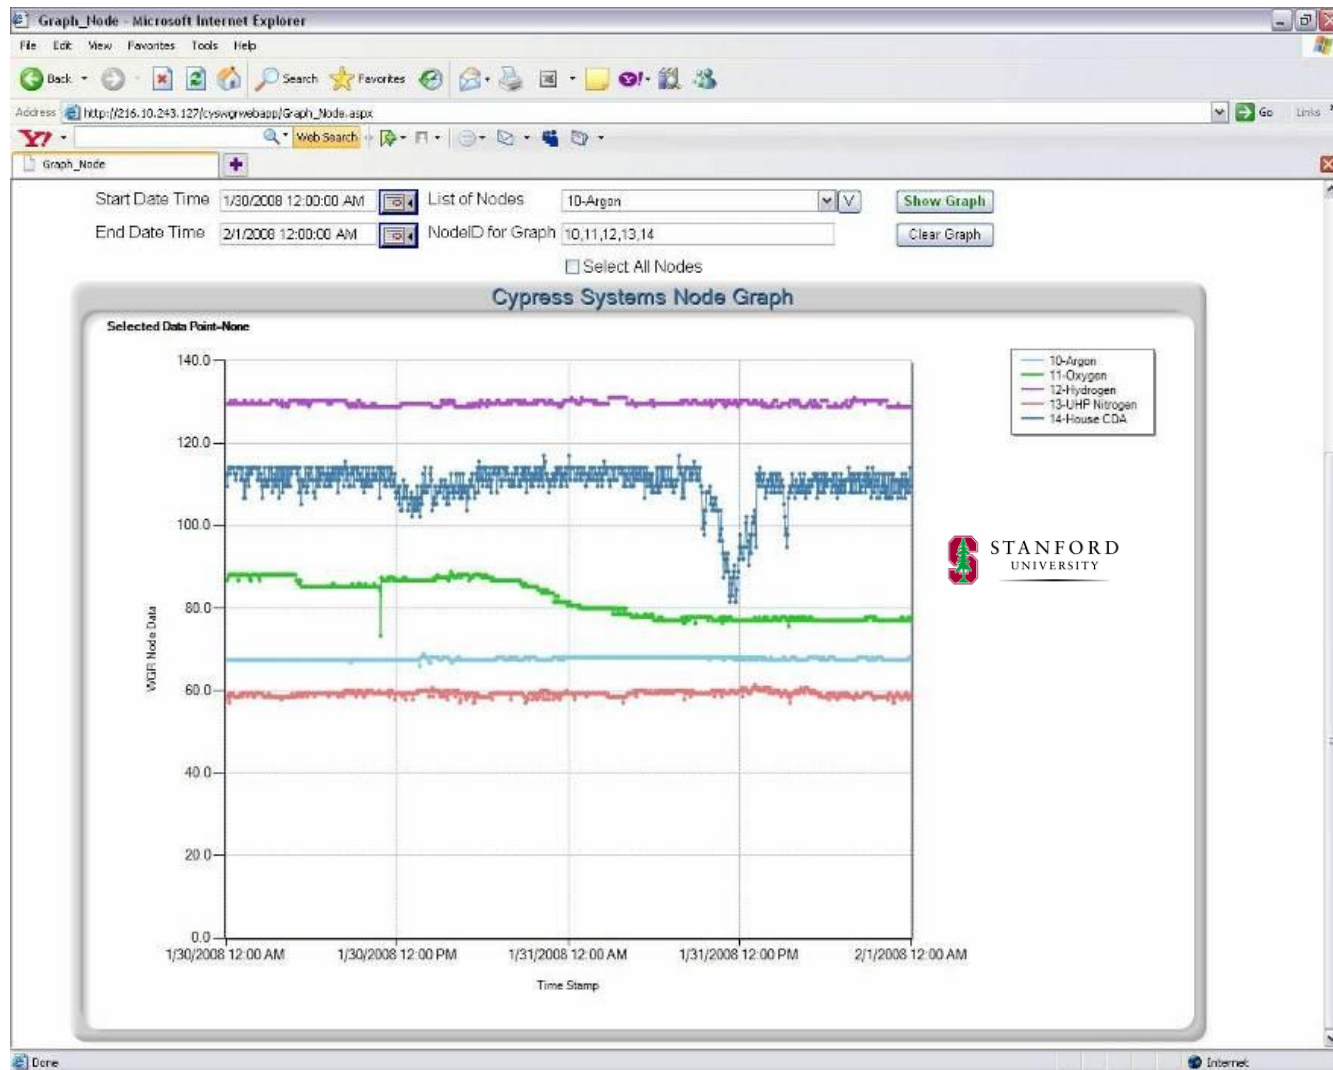 Graph_Node - Microsoft Internet Explorer
File Edit View Favorites Tools Help
Back Search Favorites
Address http://216.10.243.127/cyswgrwebapp/Graph_Node.aspx Go Links
Y! Web Search
Graph_Node
Start Date Time 1/30/2008 12:00:00 AM List of Nodes 10-Argon V Show Graph
End Date Time 2/1/2008 12:00:00 AM NodeID for Graph 10,11,12,13,14 Clear Graph
Select All Nodes
Cypress Systems Node Graph
Selected Data Point-None
140.0
120.0
100.0
80.0
60.0
40.0
20.0
0.0
WGR Node Data
10-Argon
11-Oxygen
12-Hydrogen
13-UHP Nitrogen
14-House CDA
STANFORD
UNIVERSITY
1/30/2008 12:00 AM 1/30/2008 12:00 PM 1/31/2008 12:00 AM 1/31/2008 12:00 PM 2/1/2008 12:00 AM
Time Stamp
Done Internet